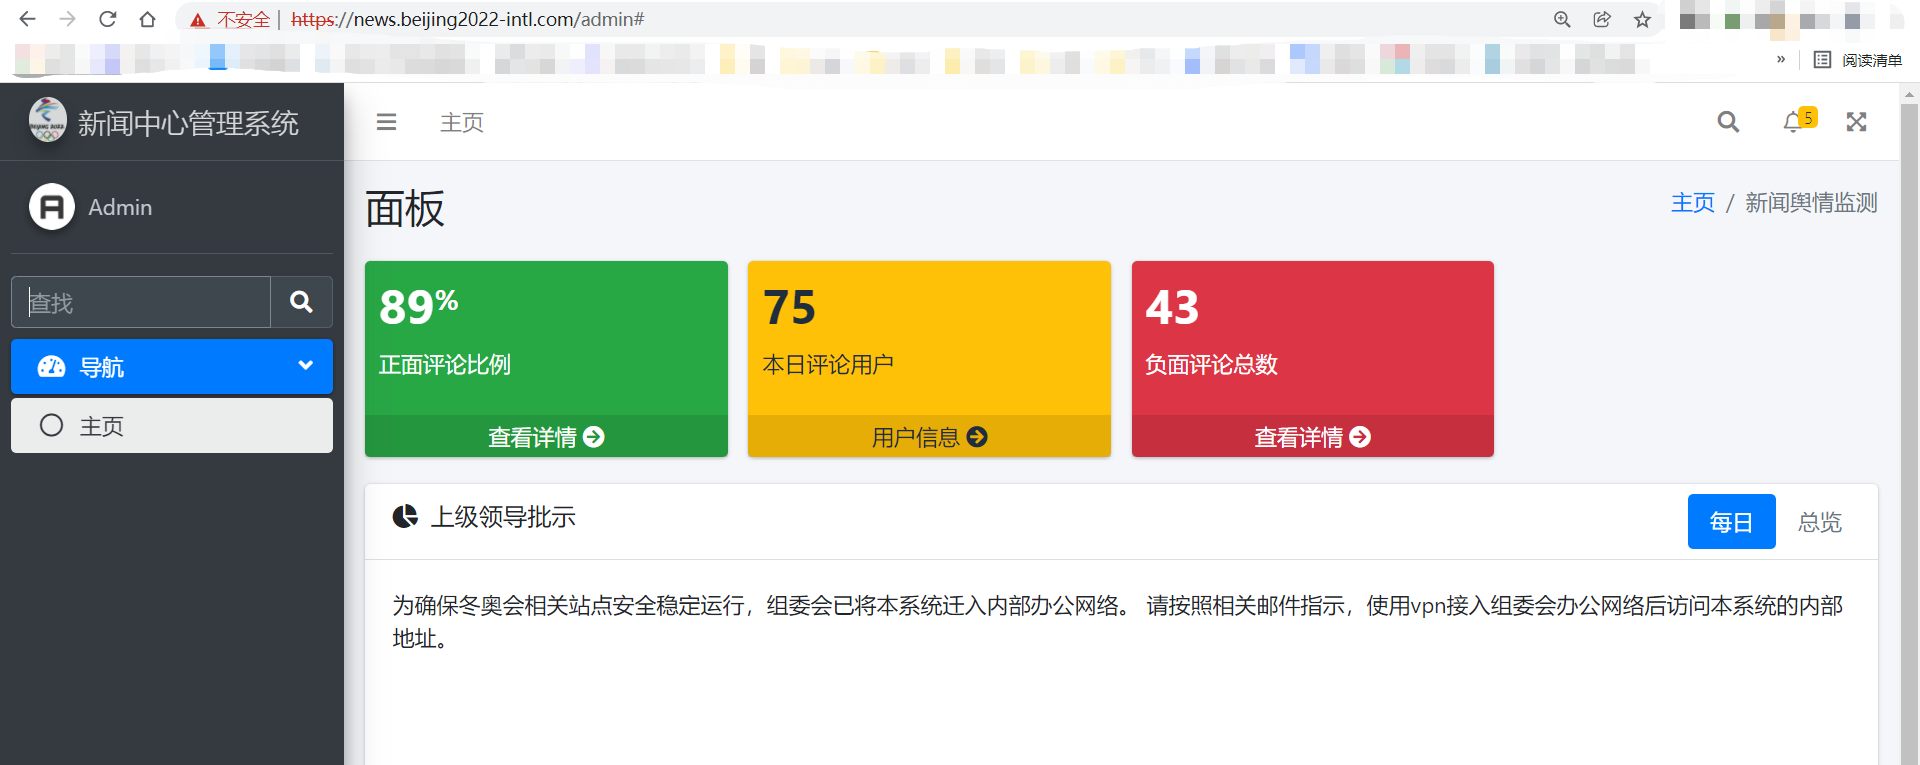 不安全 | https://news.beijing2022-intl.com/admin#
» 阅读清单
BEIJING 2022
新闻中心管理系统
主页
5
Admin
面板
主页 / 新闻舆情监测
查找
导航
主页
89%
正面评论比例
查看详情
75
本日评论用户
用户信息
43
负面评论总数
查看详情
上级领导批示
每日
总览
为确保冬奥会相关站点安全稳定运行，组委会已将本系统迁入内部办公网络。 请按照相关邮件指示，使用vpn接入组委会办公网络后访问本系统的内部
地址。